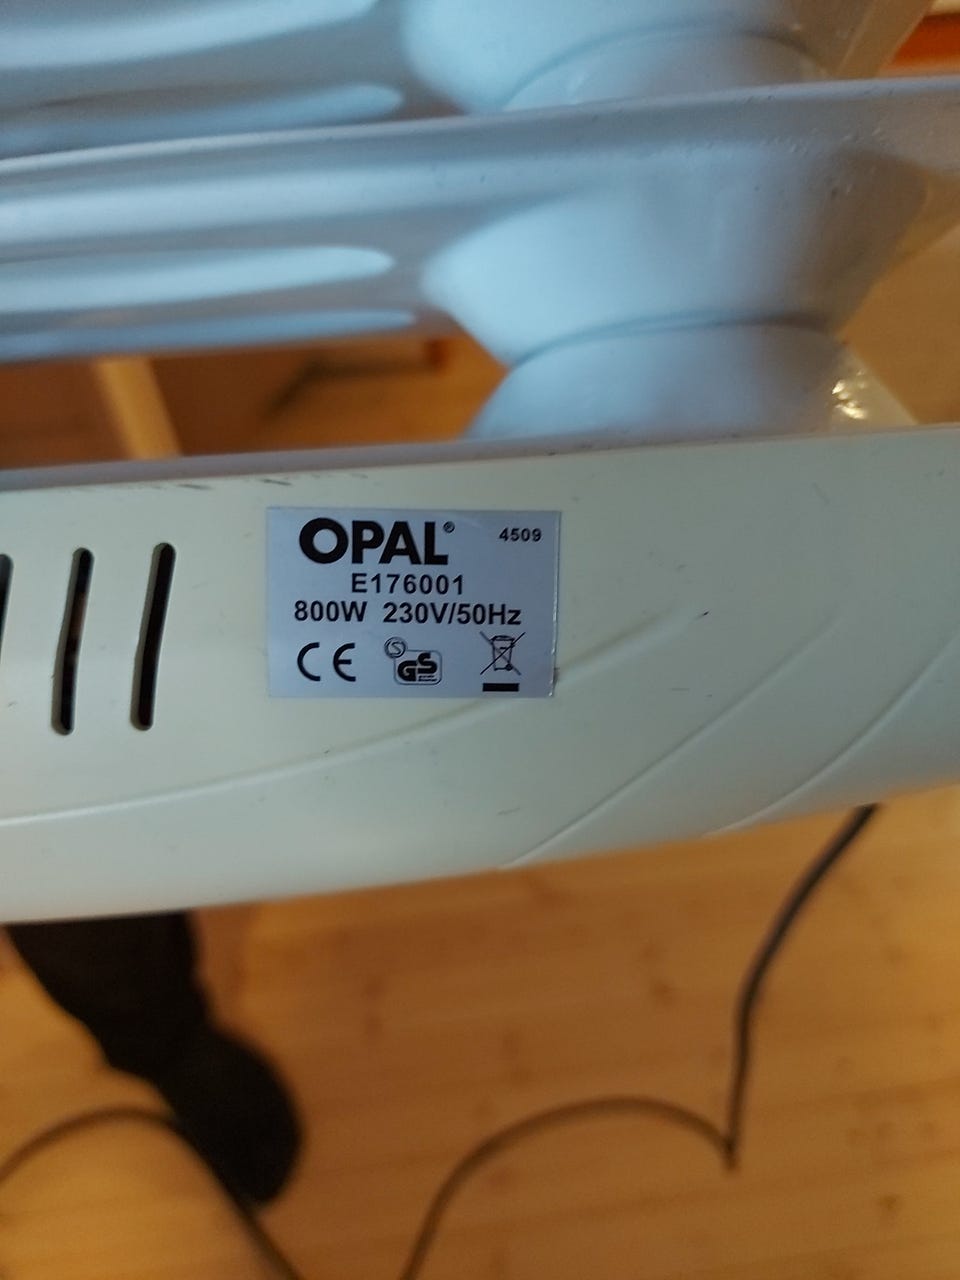 OPAL® 4509
E176001
800W 230V/50Hz
CE S GS